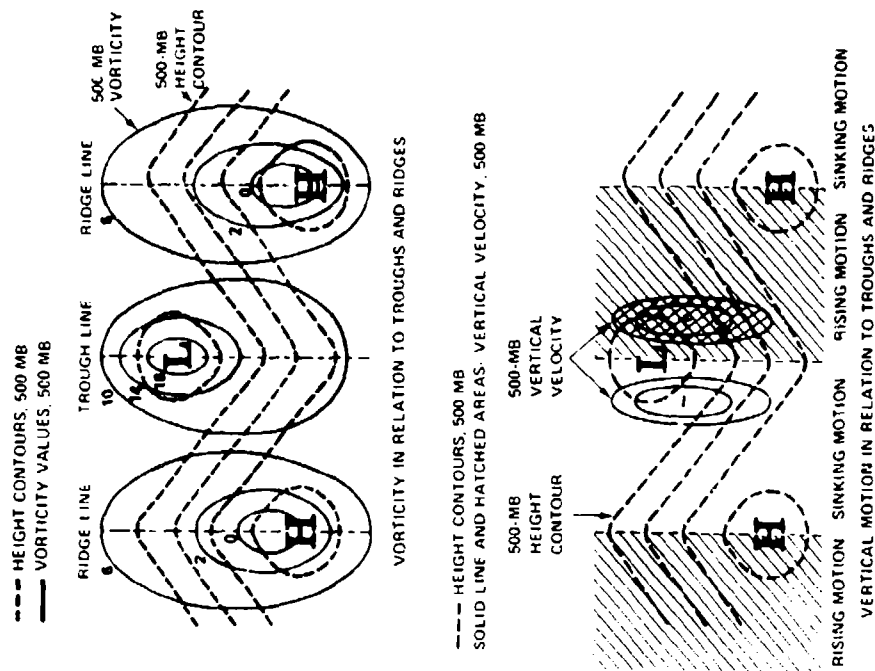 HEIGHT CONTOURS, 500 MB
VORTICITY VALUES, 500 MB
RIDGE LINE
TROUGH LINE
RIDGE LINE
500 MB
VORTICITY
500-MB
HEIGHT
CONTOUR
6
2
0
H
10
14
18
L
6
2
0
H
VORTICITY IN RELATION TO TROUGHS AND RIDGES
HEIGHT CONTOURS, 500 MB
SOLID LINE AND HATCHED AREAS- VERTICAL VELOCITY, 500 MB
500-MB
HEIGHT
CONTOUR
500-MB
VERTICAL
VELOCITY
H
L
H
RISING MOTION SINKING MOTION RISING MOTION SINKING MOTION
VERTICAL MOTION IN RELATION TO TROUGHS AND RIDGES